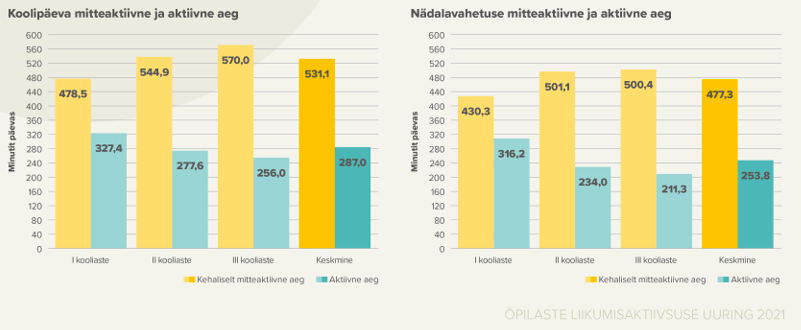 Koolipäeva mitteaktiivne ja aktiivne aeg
Minutit päevas
600
560
520
480
440
400
360
320
280
240
200
160
120
80
40
0
478,5
327,4
544,9
277,6
570,0
256,0
531,1
287,0
I kooliaste
II kooliaste
III kooliaste
Keskmine
Kehaliselt mitteaktiivne aeg
Aktiivne aeg
Nädalavahetuse mitteaktiivne ja aktiivne aeg
Minutit päevas
600
560
520
480
440
400
360
320
280
240
200
160
120
80
40
0
430,3
316,2
501,1
234,0
500,4
211,3
477,3
253,8
I kooliaste
II kooliaste
III kooliaste
Keskmine
Kehaliselt mitteaktiivne aeg
Aktiivne aeg
ÕPILASTE LIIKUMISAKTIIVSUSE UURING 2021